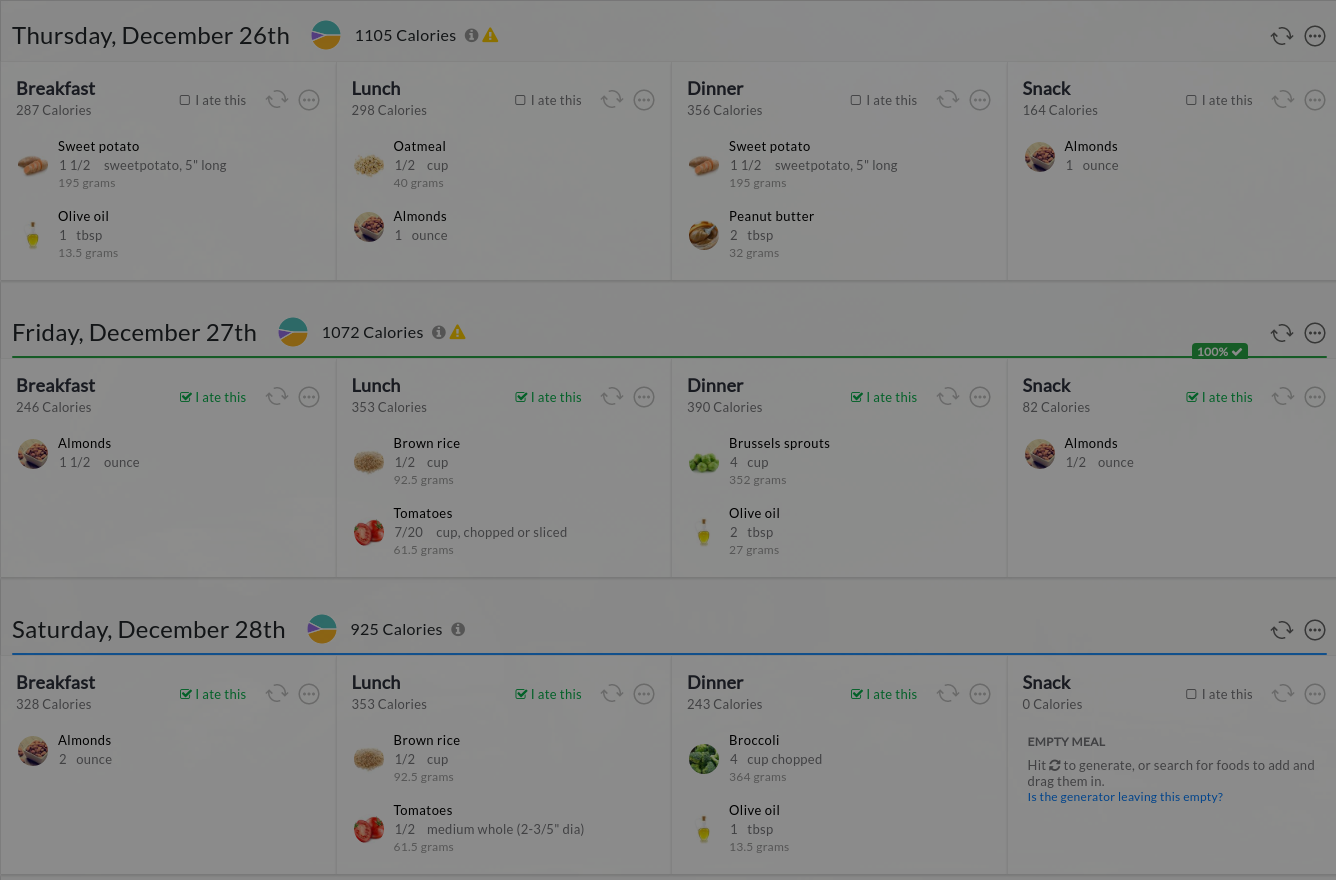 Thursday, December 26th 1105 Calories
Breakfast
287 Calories
I ate this
Sweet potato
1 1/2 sweetpotato, 5" long
195 grams
Olive oil
1 tbsp
13.5 grams
Lunch
298 Calories
I ate this
Oatmeal
1/2 cup
40 grams
Almonds
1 ounce
Dinner
356 Calories
I ate this
Sweet potato
1 1/2 sweetpotato, 5" long
195 grams
Peanut butter
2 tbsp
32 grams
Snack
164 Calories
I ate this
Almonds
1 ounce
Friday, December 27th 1072 Calories
100%
Breakfast
246 Calories
I ate this
Almonds
1 1/2 ounce
Lunch
353 Calories
I ate this
Brown rice
1/2 cup
92.5 grams
Tomatoes
7/20 cup, chopped or sliced
61.5 grams
Dinner
390 Calories
I ate this
Brussels sprouts
4 cup
352 grams
Olive oil
2 tbsp
27 grams
Snack
82 Calories
I ate this
Almonds
1/2 ounce
Saturday, December 28th 925 Calories
Breakfast
328 Calories
I ate this
Almonds
2 ounce
Lunch
353 Calories
I ate this
Brown rice
1/2 cup
92.5 grams
Tomatoes
1/2 medium whole (2-3/5" dia)
61.5 grams
Dinner
243 Calories
I ate this
Broccoli
4 cup chopped
364 grams
Olive oil
1 tbsp
13.5 grams
Snack
0 Calories
I ate this
EMPTY MEAL
Hit to generate, or search for foods to add and
drag them in.
Is the generator leaving this empty?